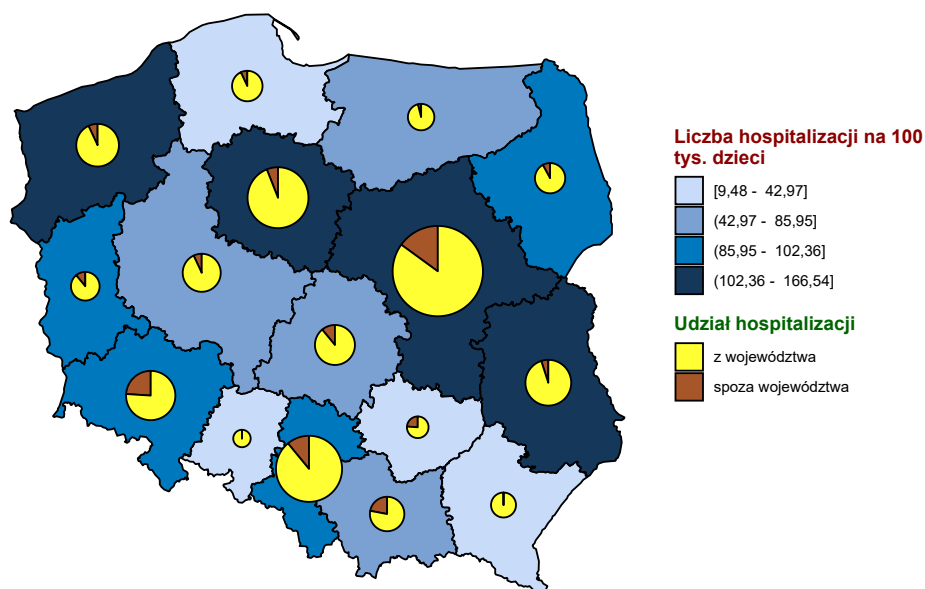 Liczba hospitalizacji na 100
tys. dzieci
[9,48 - 42,97]
(42,97 - 85,95]
(85,95 - 102,36]
(102,36 - 166,54]
Udział hospitalizacji
z województwa
spoza województwa